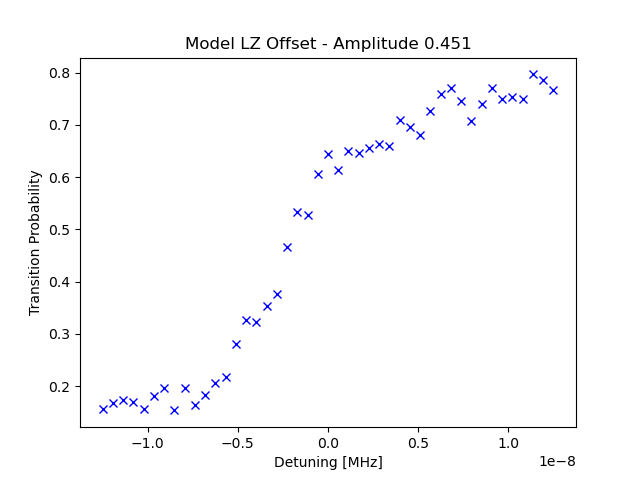 Model LZ Offset - Amplitude 0.451
Transition Probability
0.8
0.7
0.6
0.5
0.4
0.3
0.2
−1.0 −0.5 0.0 0.5 1.0
Detuning [MHz]
1e−8